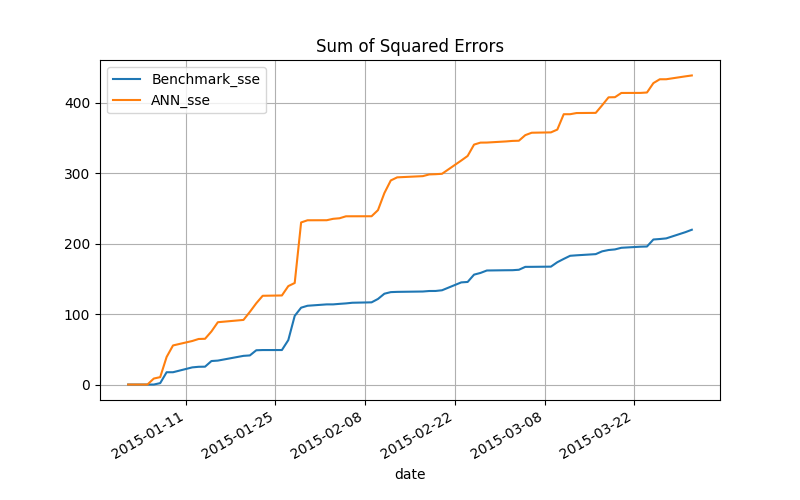 Sum of Squared Errors
Benchmark_sse
ANN_sse
400
300
200
100
0
2015-01-11
2015-01-25
2015-02-08
2015-02-22
2015-03-08
2015-03-22
date